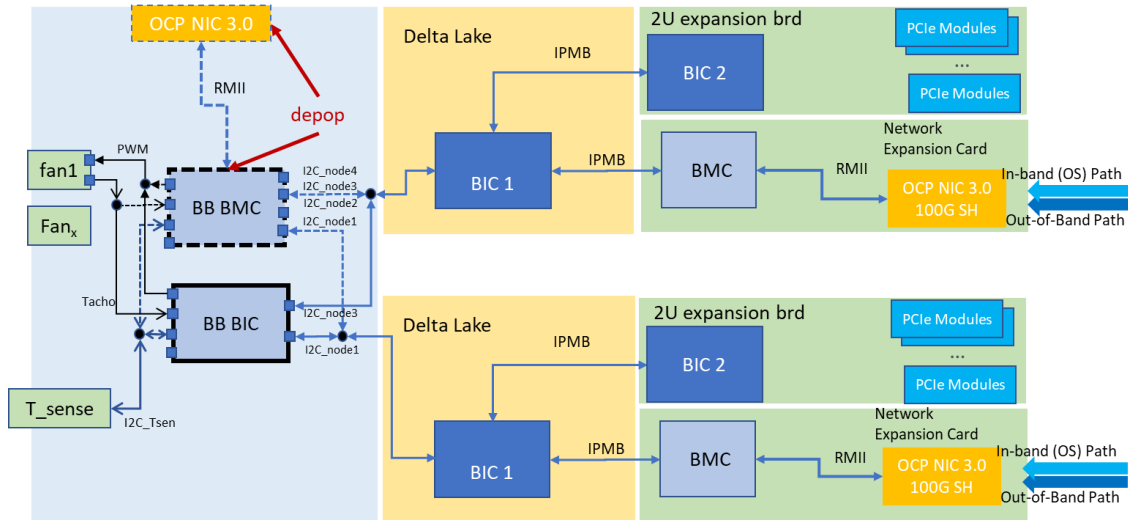 OCP NIC 3.0
RMII
depop
PWM
fan1
Fanx
BB BMC
I2C_node4
I2C_node3
I2C_node2
I2C_node1
Tacho
BB BIC
I2C_node3
I2C_node1
T_sense
I2C_Tsen
Delta Lake
IPMB
BIC 1
IPMB
2U expansion brd
BIC 2
PCIe Modules
...
PCIe Modules
BMC
RMII
Network
Expansion Card
OCP NIC 3.0
100G SH
In-band (OS) Path
Out-of-Band Path
Delta Lake
IPMB
BIC 1
IPMB
2U expansion brd
BIC 2
PCIe Modules
...
PCIe Modules
BMC
RMII
Network
Expansion Card
OCP NIC 3.0
100G SH
In-band (OS) Path
Out-of-Band Path